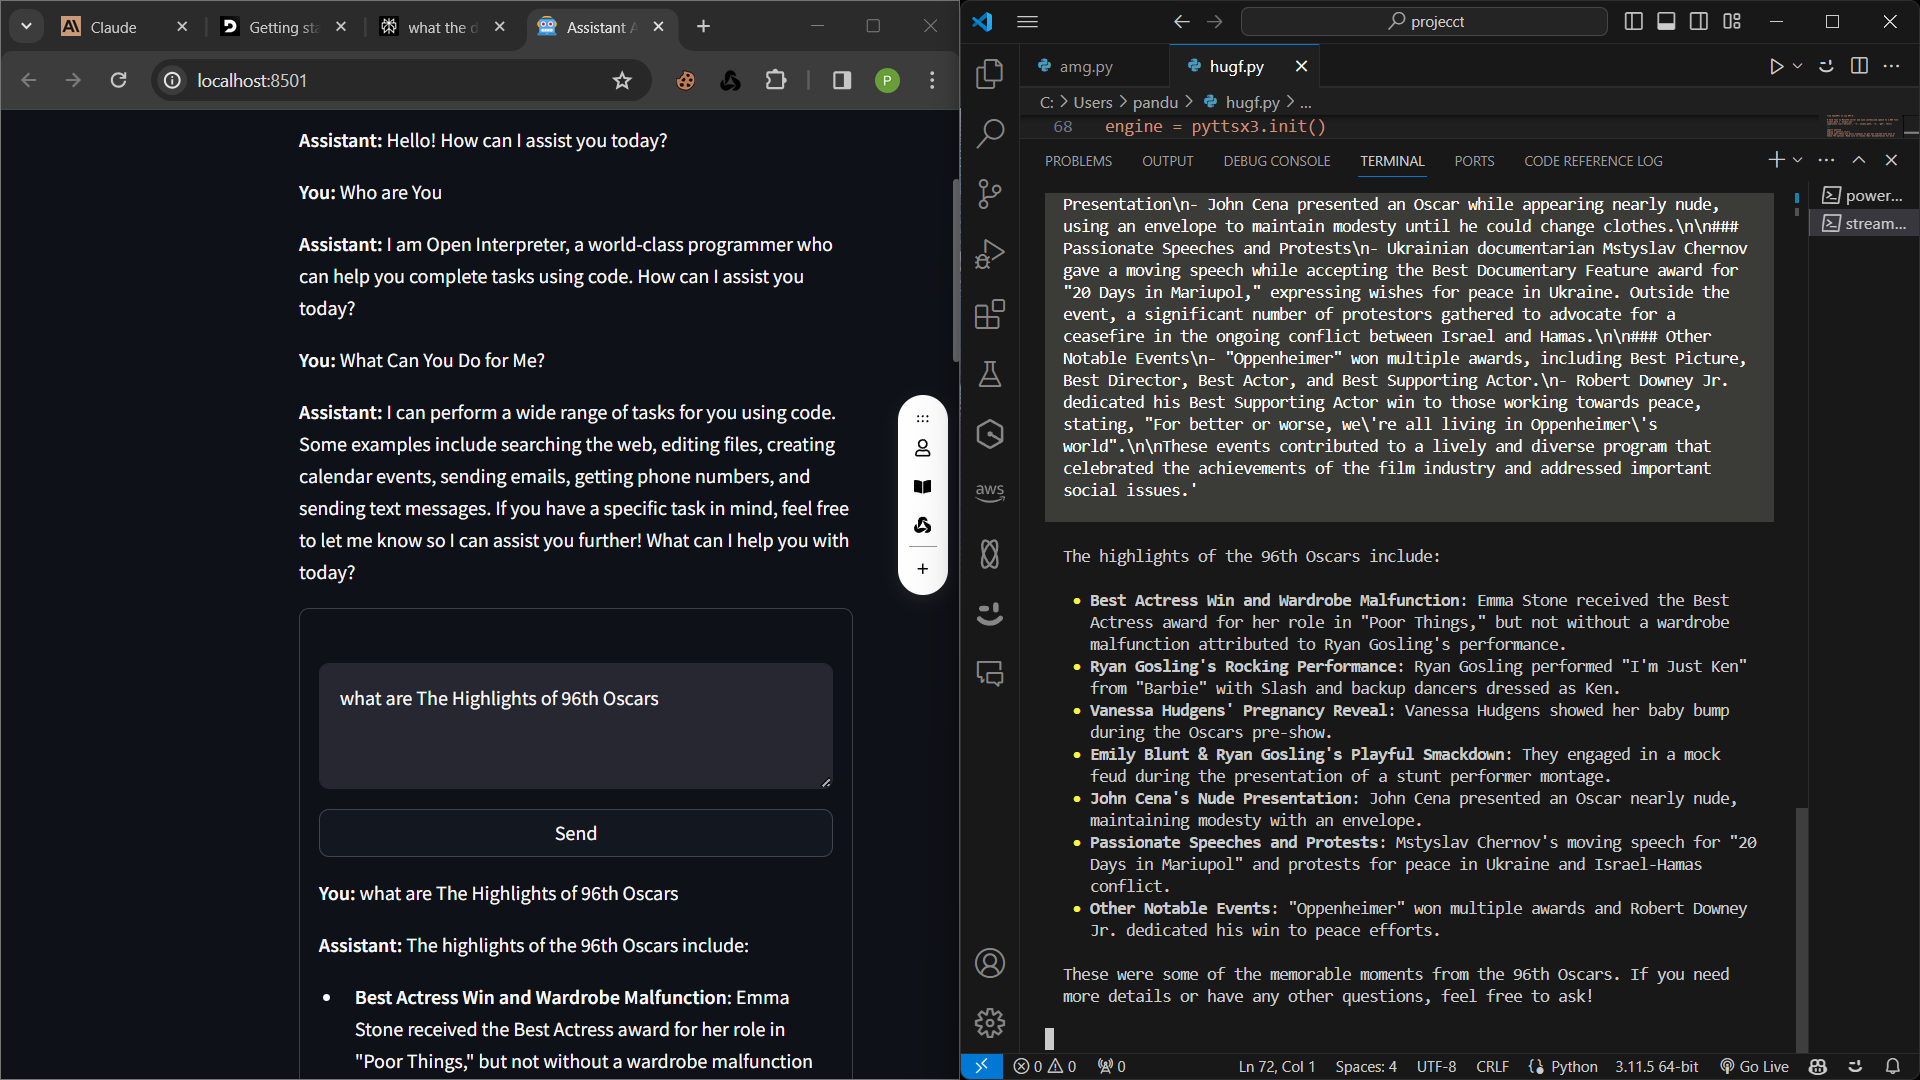 Claude
Getting sta
what the d
Assistant A
localhost:8501
P
Assistant: Hello! How can I assist you today?
You: Who are You
Assistant: I am Open Interpreter, a world-class programmer who
can help you complete tasks using code. How can I assist you
today?
You: What Can You Do for Me?
Assistant: I can perform a wide range of tasks for you using code.
Some examples include searching the web, editing files, creating
calendar events, sending emails, getting phone numbers, and
sending text messages. If you have a specific task in mind, feel free
to let me know so I can assist you further! What can I help you with
today?
what are The Highlights of 96th Oscars
Send
You: what are The Highlights of 96th Oscars
Assistant: The highlights of the 96th Oscars include:
• Best Actress Win and Wardrobe Malfunction: Emma
Stone received the Best Actress award for her role in
"Poor Things," but not without a wardrobe malfunction
projecct
amg.py
hugf.py
C: > Users > pandu > hugf.py > ...
68 engine = pyttsx3.init()
PROBLEMS OUTPUT DEBUG CONSOLE TERMINAL PORTS CODE REFERENCE LOG
power...
stream...
Presentation\n- John Cena presented an Oscar while appearing nearly nude,
using an envelope to maintain modesty until he could change clothes.\n\n###
Passionate Speeches and Protests\n- Ukrainian documentarian Mstyslav Chernov
gave a moving speech while accepting the Best Documentary Feature award for
"20 Days in Mariupol," expressing wishes for peace in Ukraine. Outside the
event, a significant number of protestors gathered to advocate for a
ceasefire in the ongoing conflict between Israel and Hamas.\n\n### Other
Notable Events\n- "Oppenheimer" won multiple awards, including Best Picture,
Best Director, Best Actor, and Best Supporting Actor.\n- Robert Downey Jr.
dedicated his Best Supporting Actor win to those working towards peace,
stating, "For better or worse, we\'re all living in Oppenheimer\'s
world".\n\nThese events contributed to a lively and diverse program that
celebrated the achievements of the film industry and addressed important
social issues.'
The highlights of the 96th Oscars include:
• Best Actress Win and Wardrobe Malfunction: Emma Stone received the Best
Actress award for her role in "Poor Things," but not without a wardrobe
malfunction attributed to Ryan Gosling's performance.
• Ryan Gosling's Rocking Performance: Ryan Gosling performed "I'm Just Ken"
from "Barbie" with Slash and backup dancers dressed as Ken.
• Vanessa Hudgens' Pregnancy Reveal: Vanessa Hudgens showed her baby bump
during the Oscars pre-show.
• Emily Blunt & Ryan Gosling's Playful Smackdown: They engaged in a mock
feud during the presentation of a stunt performer montage.
• John Cena's Nude Presentation: John Cena presented an Oscar nearly nude,
maintaining modesty with an envelope.
• Passionate Speeches and Protests: Mstyslav Chernov's moving speech for "20
Days in Mariupol" and protests for peace in Ukraine and Israel-Hamas
conflict.
• Other Notable Events: "Oppenheimer" won multiple awards and Robert Downey
Jr. dedicated his win to peace efforts.
These were some of the memorable moments from the 96th Oscars. If you need
more details or have any other questions, feel free to ask!
aws
0 0 0 Ln 72, Col 1 Spaces: 4 UTF-8 CRLF Python 3.11.5 64-bit Go Live